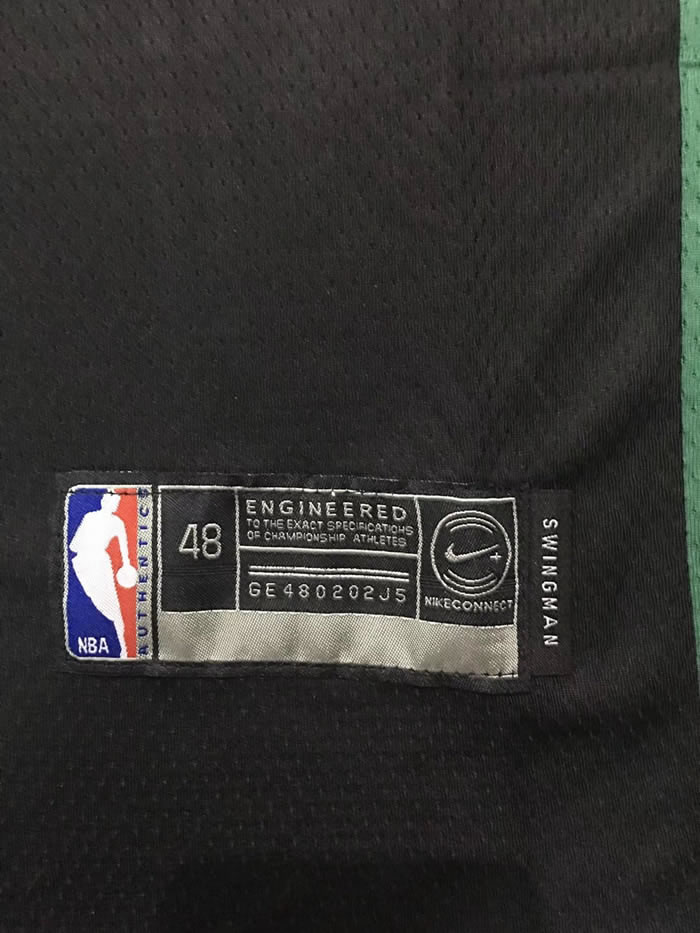 NBA
AUTHENTICS
48
ENGINEERED
TO THE EXACT SPECIFICATIONS
OF CHAMPIONSHIP ATHLETES
GE480202J5
NIKECONNECT
SWINGMAN